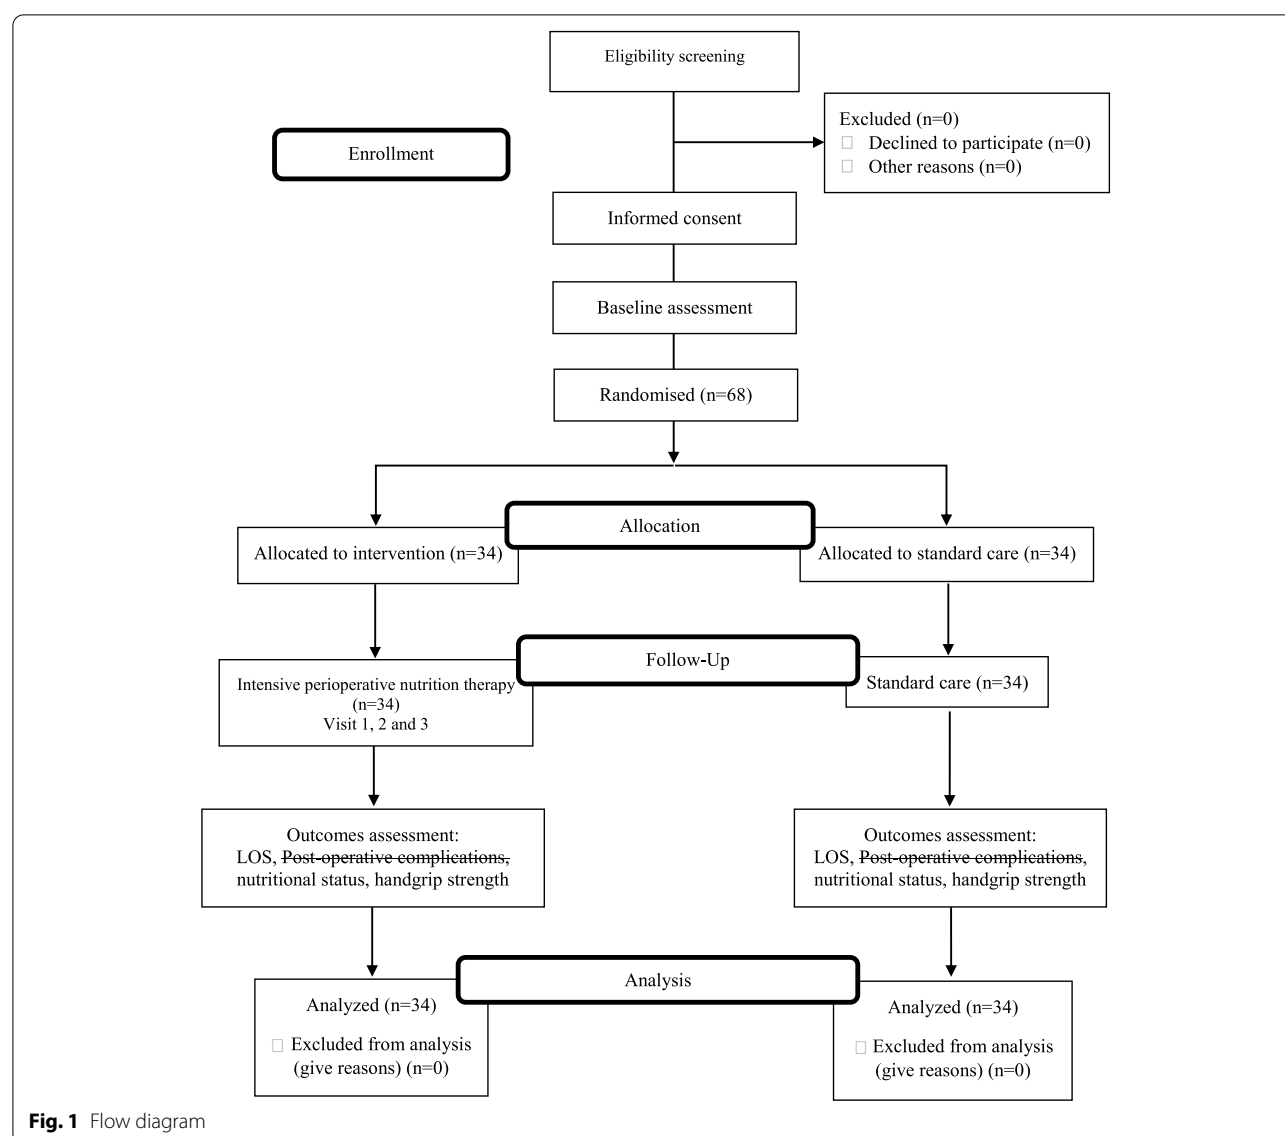 Eligibility screening
Excluded (n=0)
Declined to participate (n=0)
Other reasons (n=0)
Enrollment
Informed consent
Baseline assessment
Randomised (n=68)
Allocation
Allocated to intervention (n=34)
Allocated to standard care (n=34)
Follow-Up
Intensive perioperative nutrition therapy
(n=34)
Visit 1, 2 and 3
Standard care (n=34)
Outcomes assessment:
LOS, Post-operative complications,
nutritional status, handgrip strength
Outcomes assessment:
LOS, Post-operative complications,
nutritional status, handgrip strength
Analysis
Analyzed (n=34)
Excluded from analysis
(give reasons) (n=0)
Analyzed (n=34)
Excluded from analysis
(give reasons) (n=0)
Fig. 1 Flow diagram